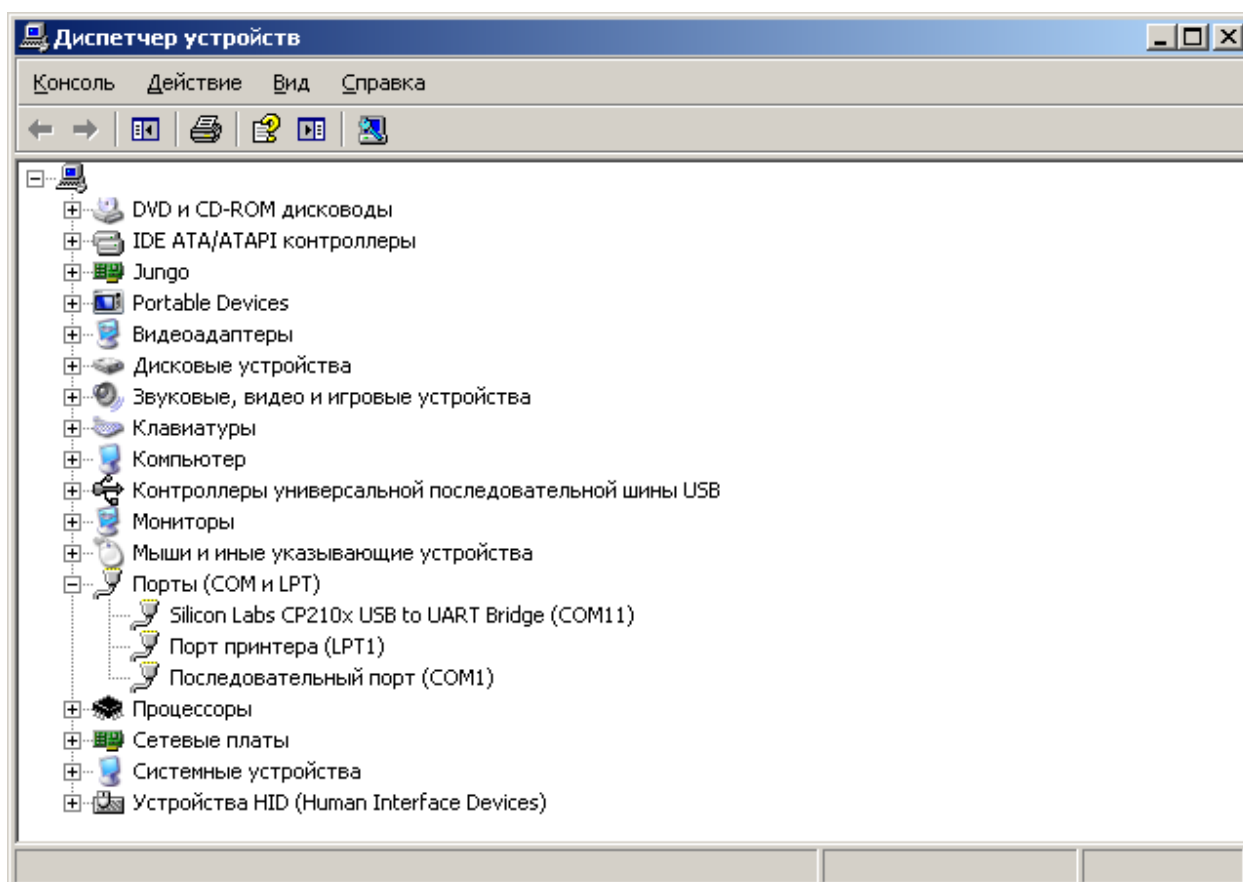 Диспетчер устройств
Консоль Действие Вид Справка
DVD и CD-ROM дисководы
IDE ATA/ATAPI контроллеры
Jungo
Portable Devices
Видеоадаптеры
Дисковые устройства
Звуковые, видео и игровые устройства
Клавиатуры
Компьютер
Контроллеры универсальной последовательной шины USB
Мониторы
Мыши и иные указывающие устройства
Порты (COM и LPT)
Silicon Labs CP210x USB to UART Bridge (COM11)
Порт принтера (LPT1)
Последовательный порт (COM1)
Процессоры
Сетевые платы
Системные устройства
Устройства HID (Human Interface Devices)